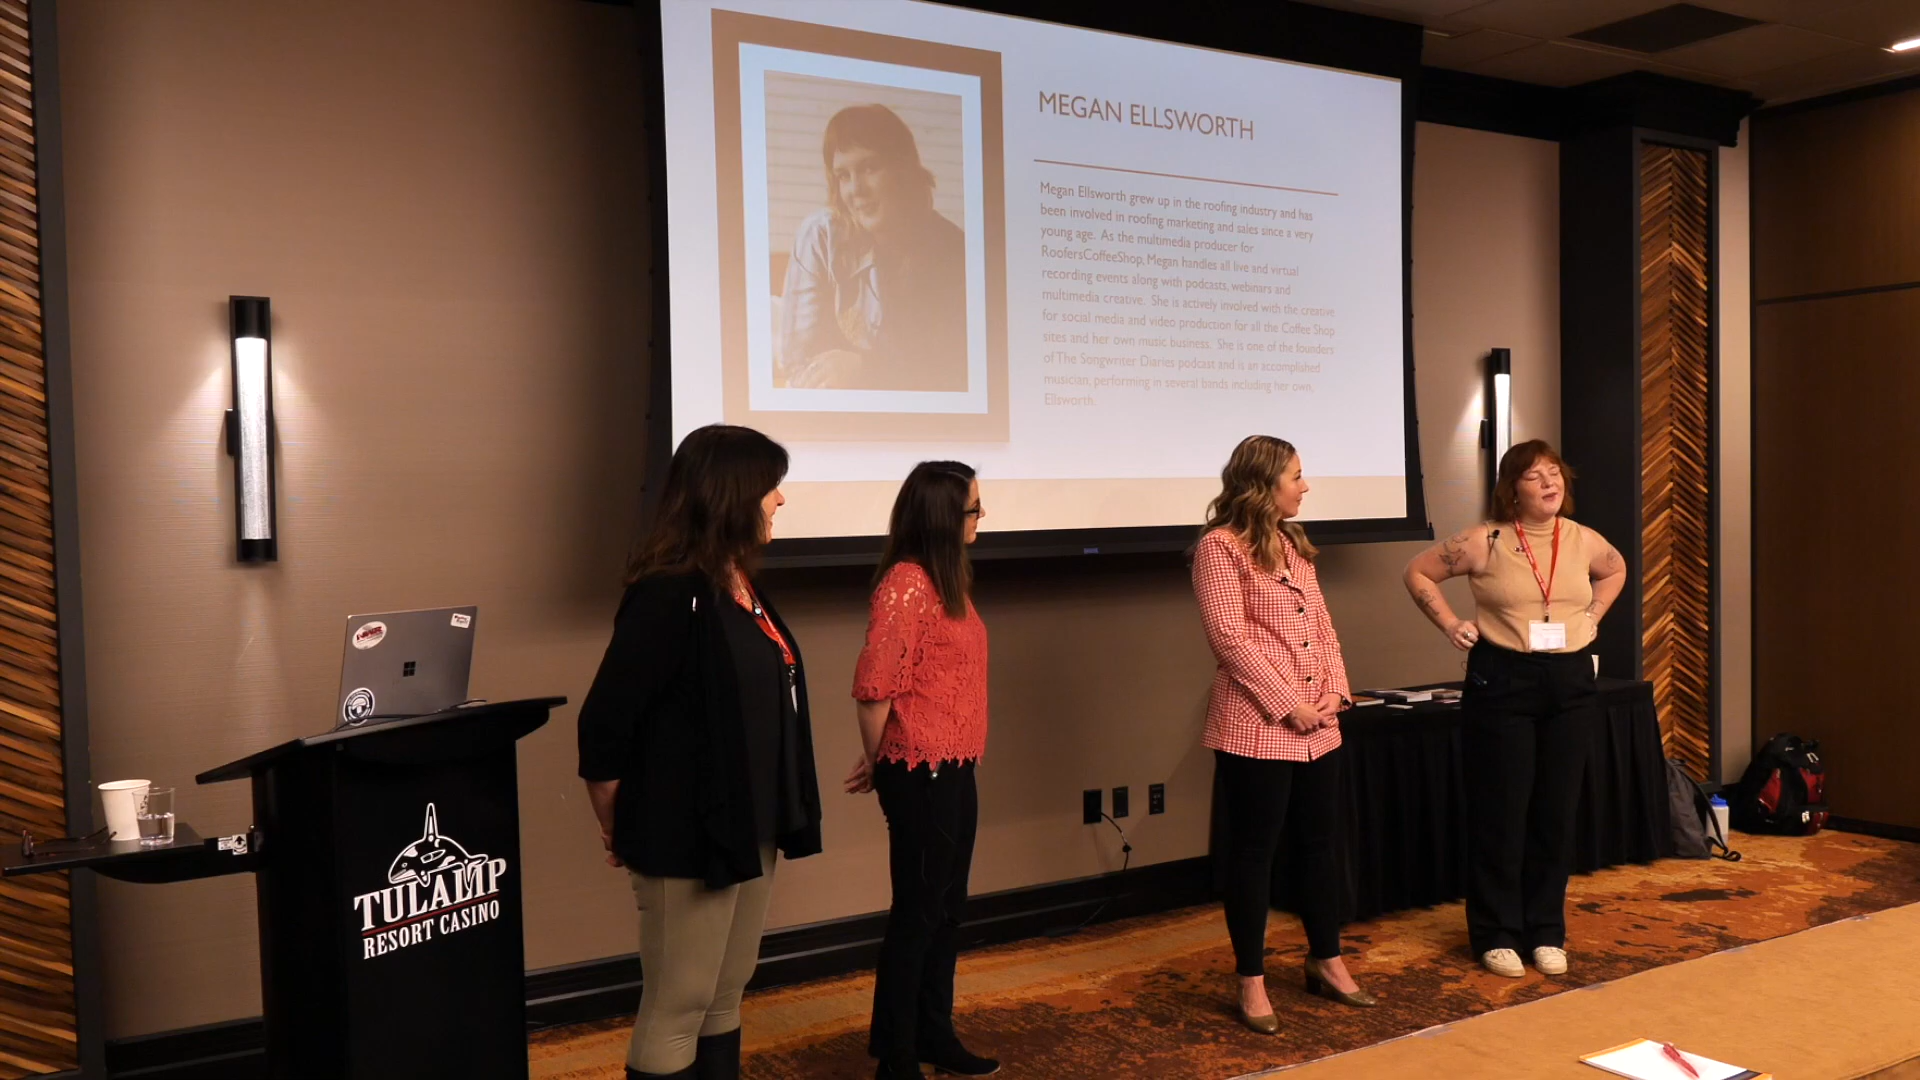 MEGAN ELLSWORTH
Megan Ellsworth grew up in the roofing industry and has
been involved in roofing marketing and sales since a very
young age. As the multimedia producer for
RoofersCoffeeShop, Megan handles all live and virtual
recording events along with podcasts, webinars and
multimedia creative. She is actively involved with the creative
for social media and video production for all the Coffee Shop
sites and her own music business. She is one of the founders
of The Songwriter Diaries podcast and is an accomplished
musician, performing in several bands including her own,
Ellsworth.
TULALIP
RESORT CASINO